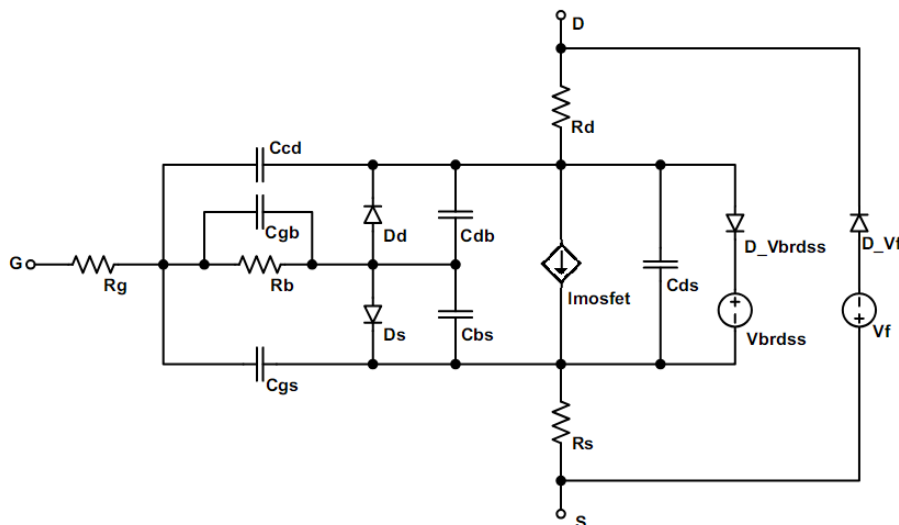 D
Rd
Ccd
Cgb
Dd
Cdb
D_Vbrdss
D_Vf
G
Rg
Rb
Imosfet
Cds
Ds
Cbs
Vbrdss
Vf
Cgs
Rs
S